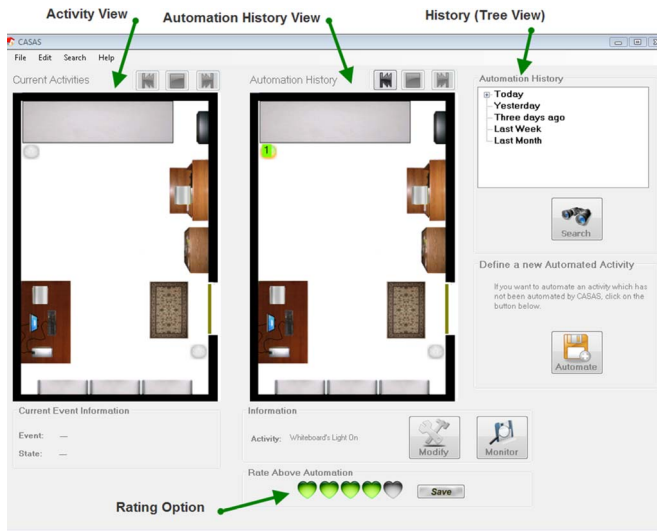 Activity View
Automation History View
History (Tree View)
CASAS
File Edit Search Help
Current Activities
Automation History
Automation History
Today
Yesterday
Three days ago
Last Week
Last Month
1
Search
Define a new Automated Activity
If you want to automate an activity which has
not been automated by CASAS, click on the
button below.
Automate
Current Event Information
Event: ---
State: ---
Information
Activity: Whiteboard's Light On
Modify
Monitor
Rate Above Automation
Save
Rating Option